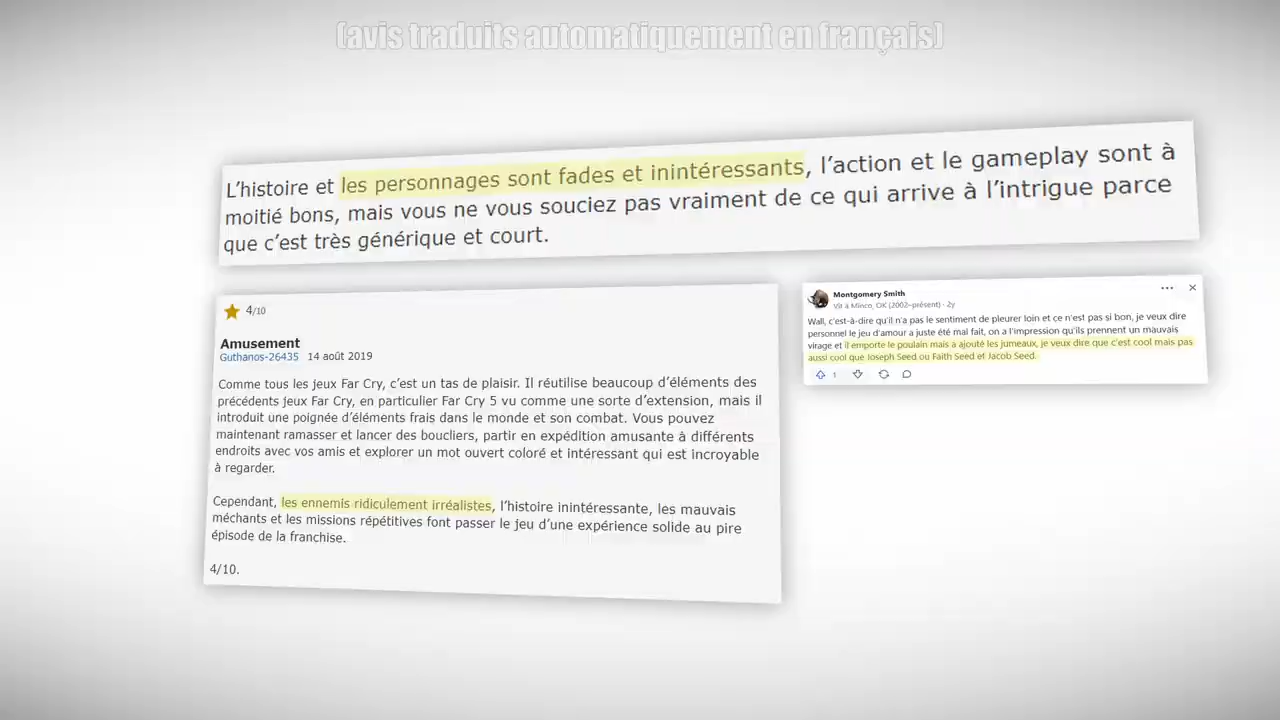 (avis traduits automatiquement en français)
L'histoire et les personnages sont fades et inintéressants, l'action et le gameplay sont à
moitié bons, mais vous ne vous souciez pas vraiment de ce qui arrive à l'intrigue parce
que c'est très générique et court.
4/10
Amusement
Guthanos-26435 14 août 2019
Comme tous les jeux Far Cry, c'est un tas de plaisir. Il réutilise beaucoup d'éléments des
précédents jeux Far Cry, en particulier Far Cry 5 vu comme une sorte d'extension, mais il
introduit une poignée d'éléments frais dans le monde et son combat. Vous pouvez
maintenant ramasser et lancer des boucliers, partir en expédition amusante à différents
endroits avec vos amis et explorer un mot ouvert coloré et intéressant qui est incroyable
à regarder.
Cependant, les ennemis ridiculement irréalistes, l'histoire inintéressante, les mauvais
méchants et les missions répétitives font passer le jeu d'une expérience solide au pire
épisode de la franchise.
4/10.
Montgomery Smith
Vit à Minco, OK (2002–présent) · 2y
Wall, c'est-à-dire qu'il n'a pas le sentiment de pleurer loin et ce n'est pas si bon, je veux dire
personnel le jeu d'amour a juste été mal fait, on a l'impression qu'ils prennent un mauvais
virage et il emporte le poulain mais a ajouté les jumeaux, je veux dire que c'est cool mais pas
aussi cool que Joseph Seed ou Faith Seed et Jacob Seed.
1